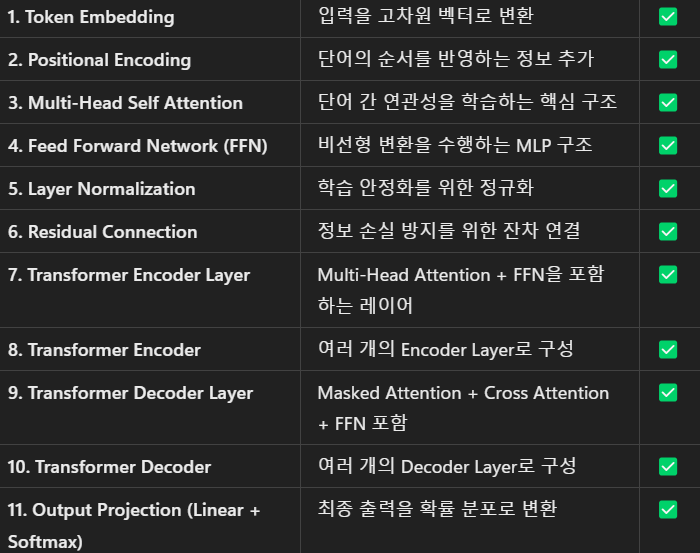 1. Token Embedding 입력을 고차원 벡터로 변환 ✅
2. Positional Encoding 단어의 순서를 반영하는 정보 추가 ✅
3. Multi-Head Self Attention 단어 간 연관성을 학습하는 핵심 구조 ✅
4. Feed Forward Network (FFN) 비선형 변환을 수행하는 MLP 구조 ✅
5. Layer Normalization 학습 안정화를 위한 정규화 ✅
6. Residual Connection 정보 손실 방지를 위한 잔차 연결 ✅
7. Transformer Encoder Layer Multi-Head Attention + FFN을 포함 ✅
하는 레이어
8. Transformer Encoder 여러 개의 Encoder Layer로 구성 ✅
9. Transformer Decoder Layer Masked Attention + Cross Attention ✅
+ FFN 포함
10. Transformer Decoder 여러 개의 Decoder Layer로 구성 ✅
11. Output Projection (Linear + 최종 출력을 확률 분포로 변환 ✅
Softmax)